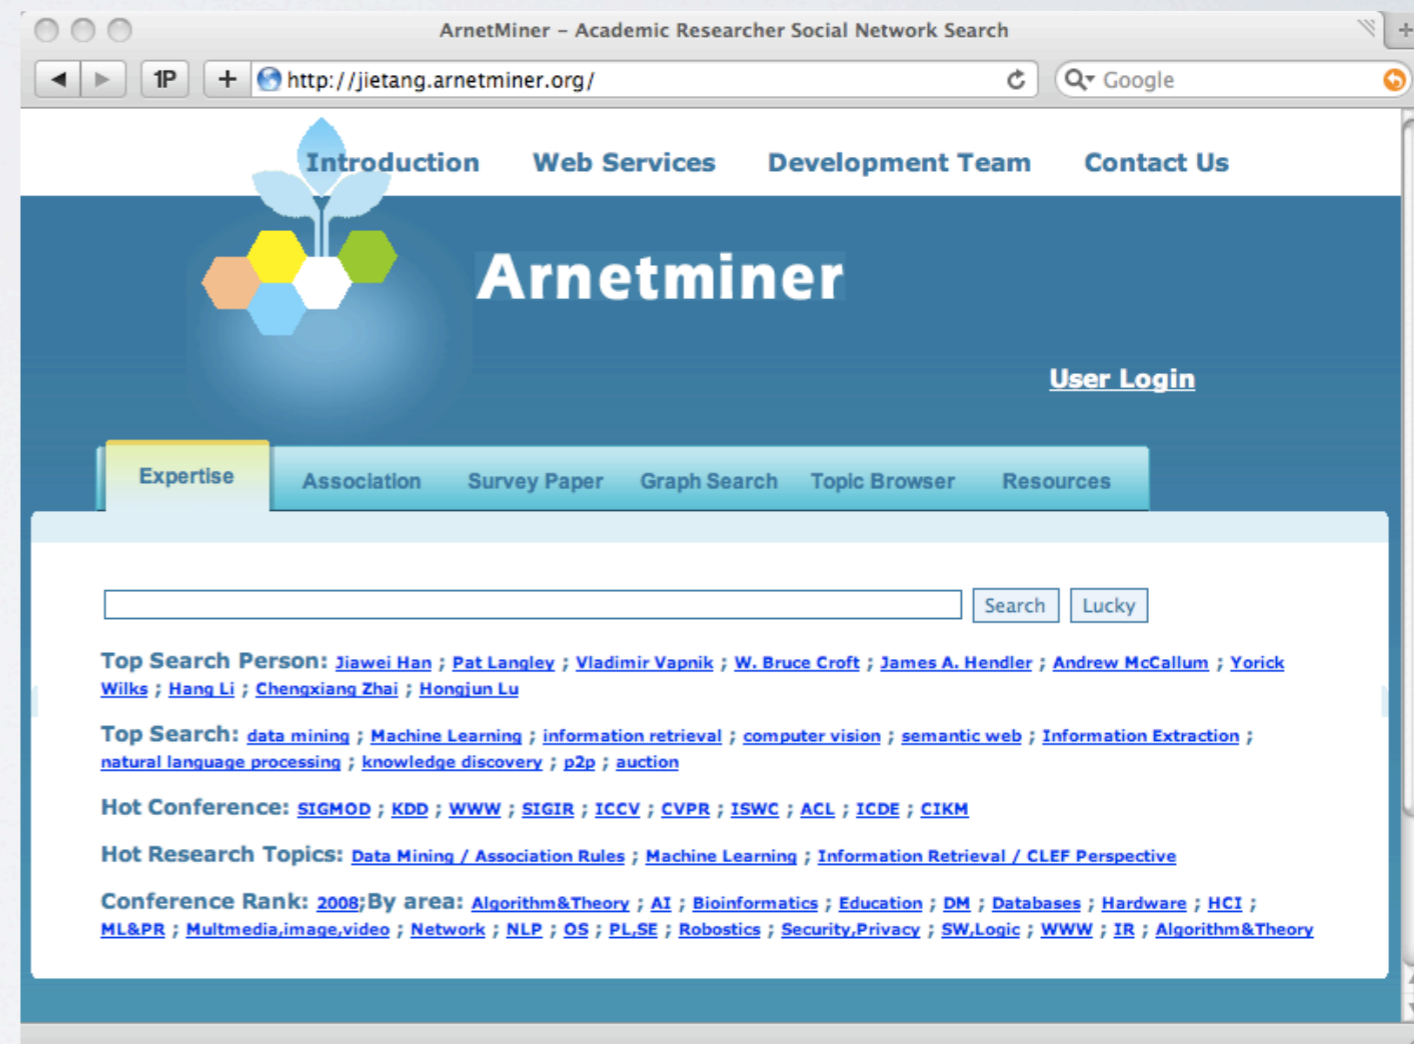 ArnetMiner – Academic Researcher Social Network Search
1P + http://jietang.arnetminer.org/ Google
Introduction Web Services Development Team Contact Us
Arnetminer
User Login
Expertise Association Survey Paper Graph Search Topic Browser Resources
Search Lucky
Top Search Person: Jiawei Han ; Pat Langley ; Vladimir Vapnik ; W. Bruce Croft ; James A. Hendler ; Andrew McCallum ; Yorick
Wilks ; Hang Li ; Chengxiang Zhai ; Hongjun Lu
Top Search: data mining ; Machine Learning ; information retrieval ; computer vision ; semantic web ; Information Extraction ;
natural language processing ; knowledge discovery ; p2p ; auction
Hot Conference: SIGMOD ; KDD ; WWW ; SIGIR ; ICCV ; CVPR ; ISWC ; ACL ; ICDE ; CIKM
Hot Research Topics: Data Mining / Association Rules ; Machine Learning ; Information Retrieval / CLEF Perspective
Conference Rank: 2008;By area: Algorithm&Theory ; AI ; Bioinformatics ; Education ; DM ; Databases ; Hardware ; HCI ;
ML&PR ; Multmedia,image,video ; Network ; NLP ; OS ; PL,SE ; Robostics ; Security,Privacy ; SW,Logic ; WWW ; IR ; Algorithm&Theory